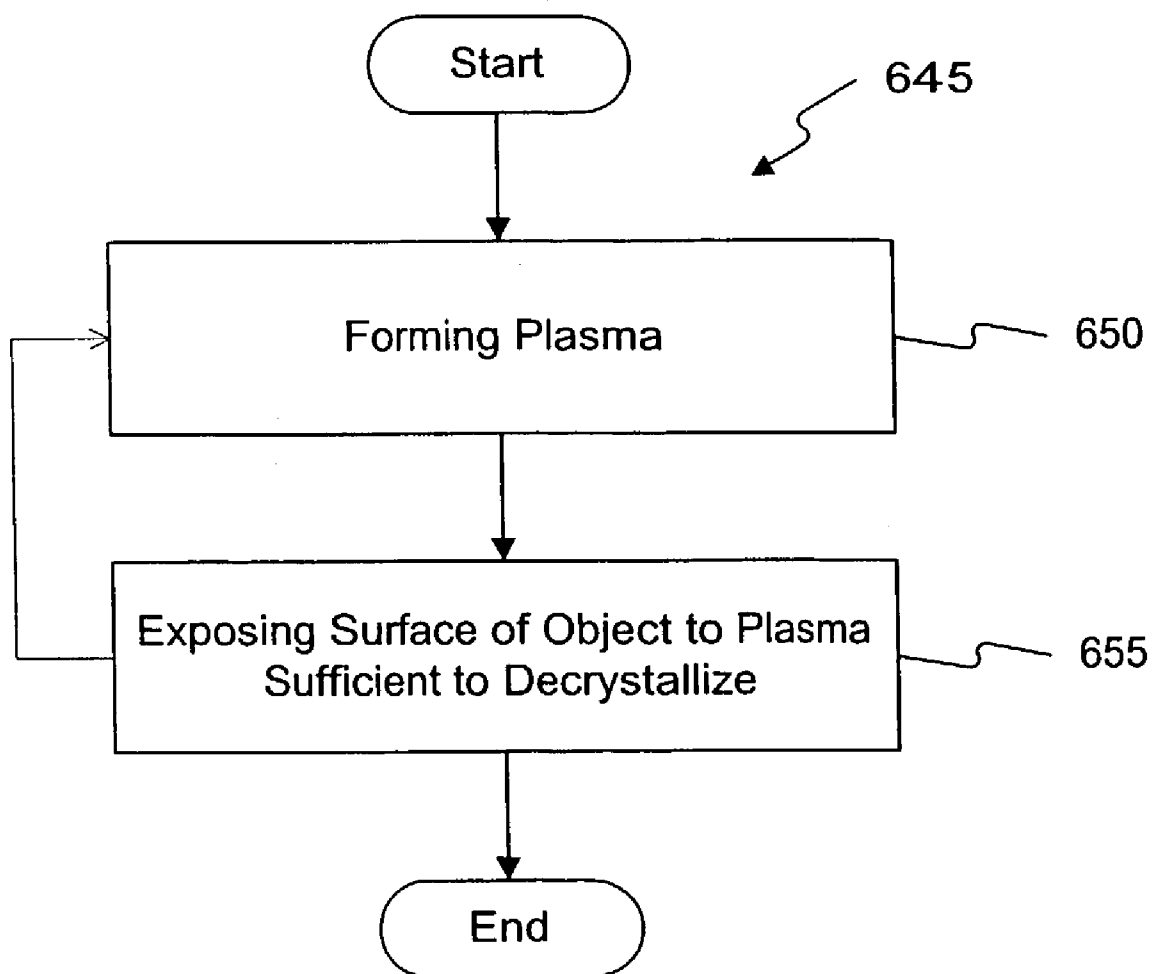 Start
645
Forming Plasma
650
Exposing Surface of Object to Plasma
Sufficient to Decrystallize
655
End